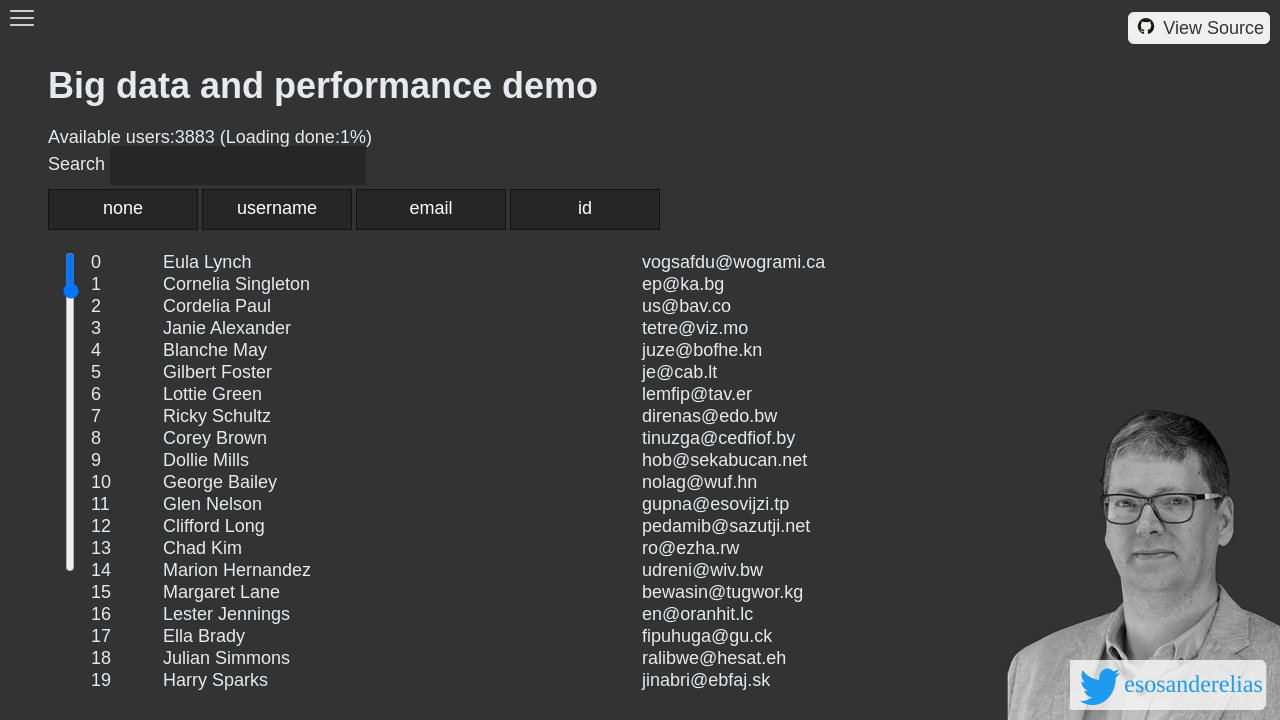 View Source
Big data and performance demo
Available users:3883 (Loading done:1%)
Search
none username email id
0 Eula Lynch vogsafdu@wogrami.ca
1 Cornelia Singleton ep@ka.bg
2 Cordelia Paul us@bav.co
3 Janie Alexander tetre@viz.mo
4 Blanche May juze@bofhe.kn
5 Gilbert Foster je@cab.lt
6 Lottie Green lemfip@tav.er
7 Ricky Schultz direnas@edo.bw
8 Corey Brown tinuzga@cedfiof.by
9 Dollie Mills hob@sekabucan.net
10 George Bailey nolag@wuf.hn
11 Glen Nelson gupna@esovijzi.tp
12 Clifford Long pedamib@sazutji.net
13 Chad Kim ro@ezha.rw
14 Marion Hernandez udreni@wiv.bw
15 Margaret Lane bewasin@tugwor.kg
16 Lester Jennings en@oranhit.lc
17 Ella Brady fipuhuga@gu.ck
18 Julian Simmons ralibwe@hesat.eh
19 Harry Sparks jinabri@ebfaj.sk
esosanderelias